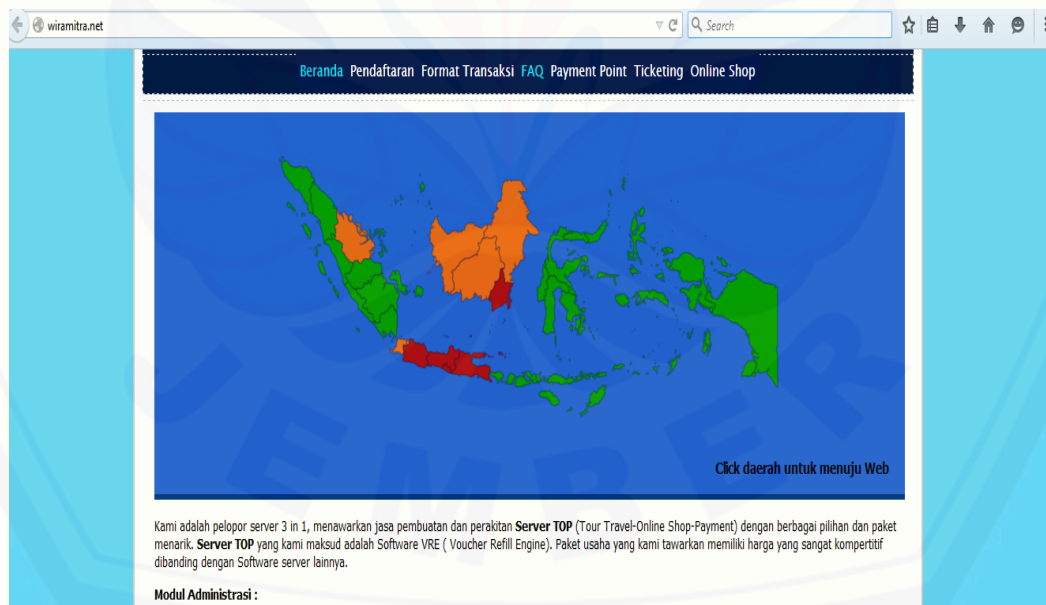 wiramitra.net
Search
Beranda Pendaftaran Format Transaksi FAQ Payment Point Ticketing Online Shop
Click daerah untuk menuju Web
JEMBER
Kami adalah pelopor server 3 in 1, menawarkan jasa pembuatan dan perakitan Server TOP (Tour Travel-Online Shop-Payment) dengan berbagai pilihan dan paket
menarik. Server TOP yang kami maksud adalah Software VRE ( Voucher Refill Engine). Paket usaha yang kami tawarkan memiliki harga yang sangat kompertitif
dibanding dengan Software server lainnya.
Modul Administrasi :